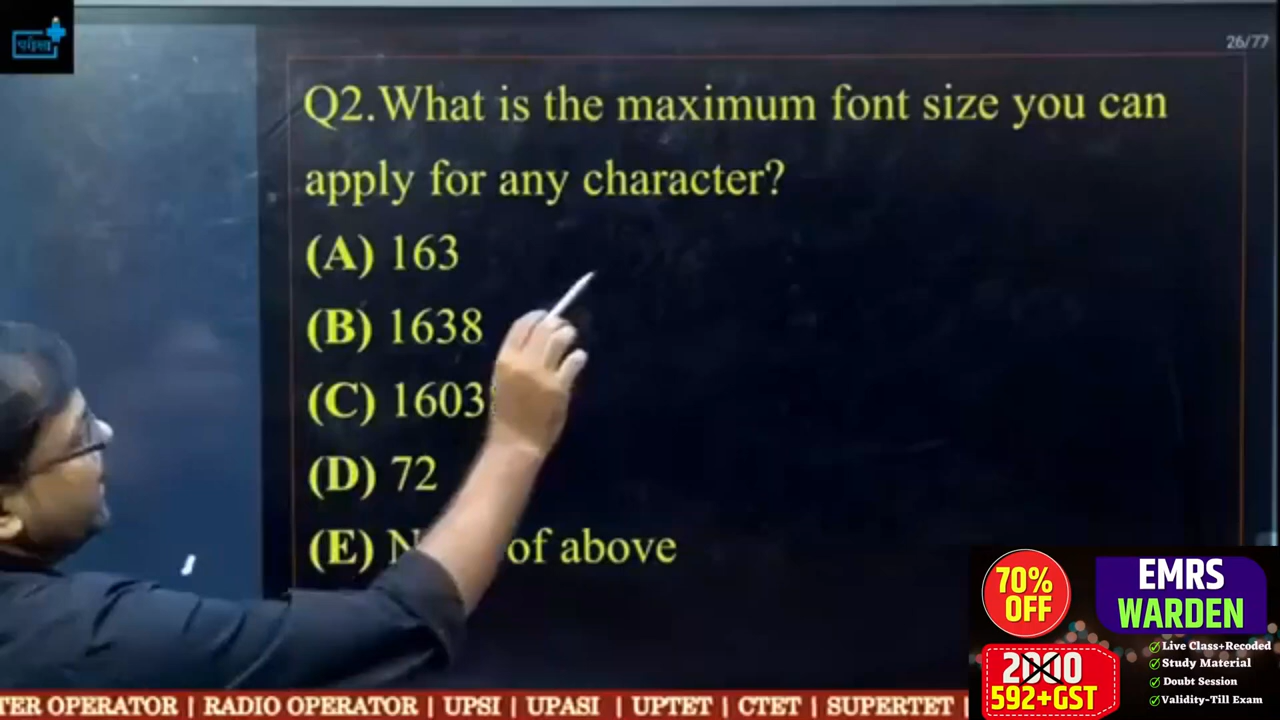 परीक्षा
26/77
Q2.What is the maximum font size you can
apply for any character?
(A) 163
(B) 1638
(C) 1603
(D) 72
(E) of above
70%
OFF
EMRS
WARDEN
2000
592+GST
Live Class+Recoded
Study Material
Doubt Session
Validity-Till Exam
TER OPERATOR | RADIO OPERATOR | UPSI | UPASI | UPTET | CTET | SUPERTET |